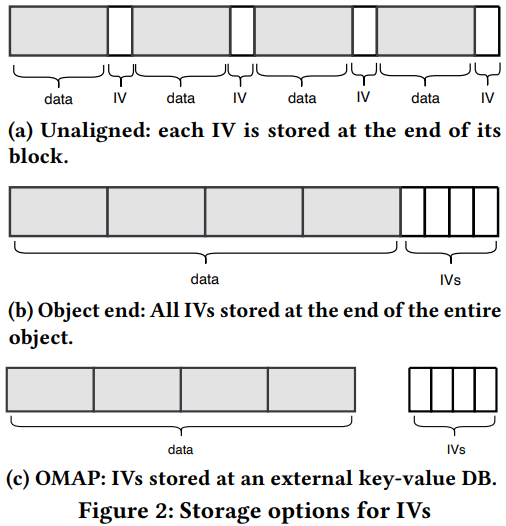 data IV data IV data IV data IV
(a) Unaligned: each IV is stored at the end of its
block.
data IVs
(b) Object end: All IVs stored at the end of the entire
object.
data IVs
(c) OMAP: IVs stored at an external key-value DB.
Figure 2: Storage options for IVs